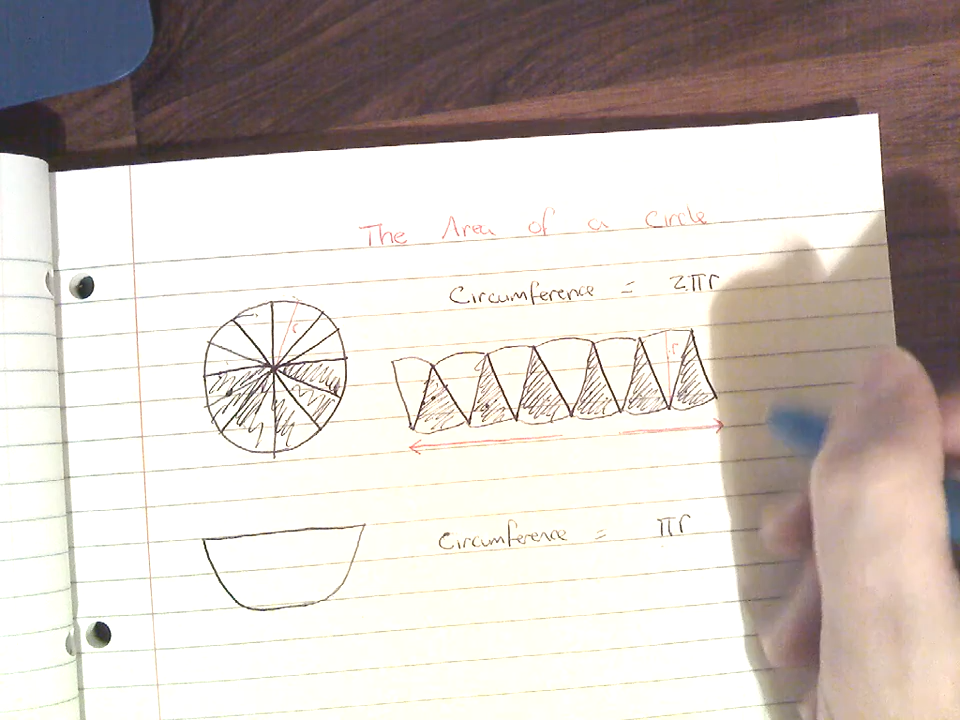 The Area of a Circle
Circumference = 2πr
r
r
Circumference = πr